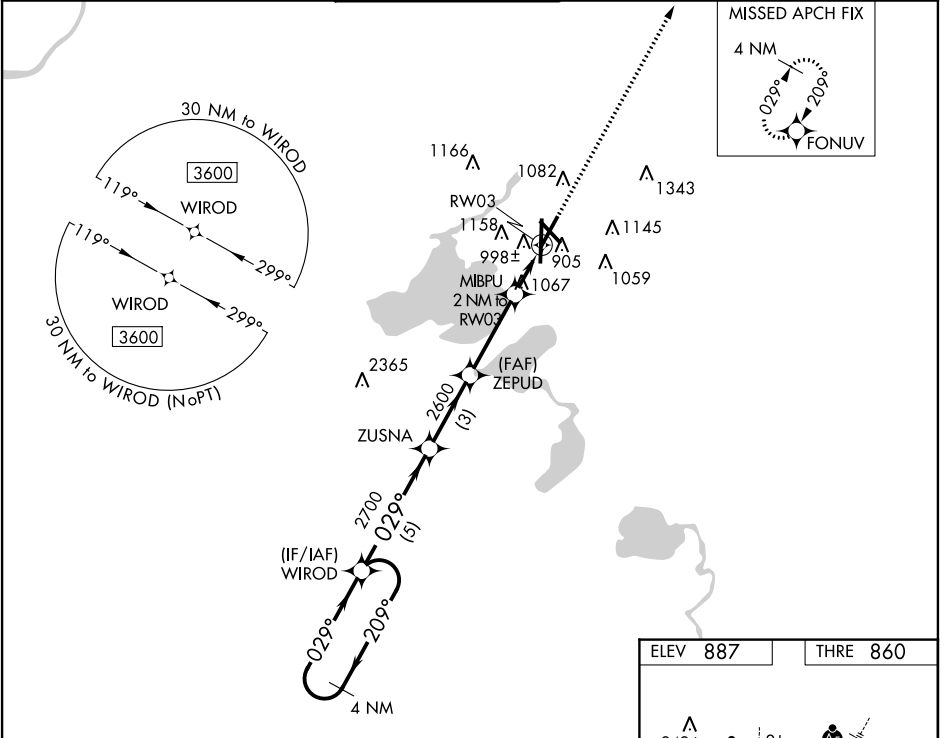 MISSED APCH FIX
4 NM
029°
209°
FONUV
30 NM to WIROD
3600
119°
WIROD
299°
119°
WIROD
299°
3600
30 NM to WIROD (NoPT)
1166
1082
1343
RW03
1158
1145
998±
905
1059
MIBPU
2 NM to
RW03
1067
2365
(FAF)
ZEPUD
2600
(3)
ZUSNA
2700
029°
(5)
(IF/IAF)
WIROD
029°
209°
4 NM
ELEV 887
THRE 860